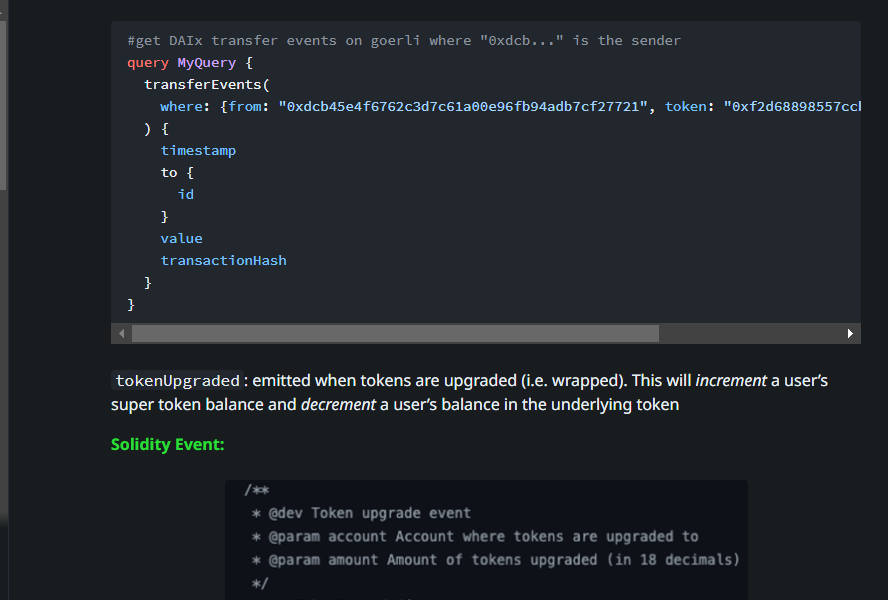 #get DAIx transfer events on goerli where "0xdcb..." is the sender
query MyQuery {
transferEvents(
where: {from: "0xdcb45e4f6762c3d7c61a00e96fb94adb7cf27721", token: "0xf2d68898557ccb
) {
timestamp
to {
id
}
value
transactionHash
}
}
tokenUpgraded: emitted when tokens are upgraded (i.e. wrapped). This will increment a user's
super token balance and decrement a user's balance in the underlying token
Solidity Event:
/**
* @dev Token upgrade event
* @param account Account where tokens are upgraded to
* @param amount Amount of tokens upgraded (in 18 decimals)
*/